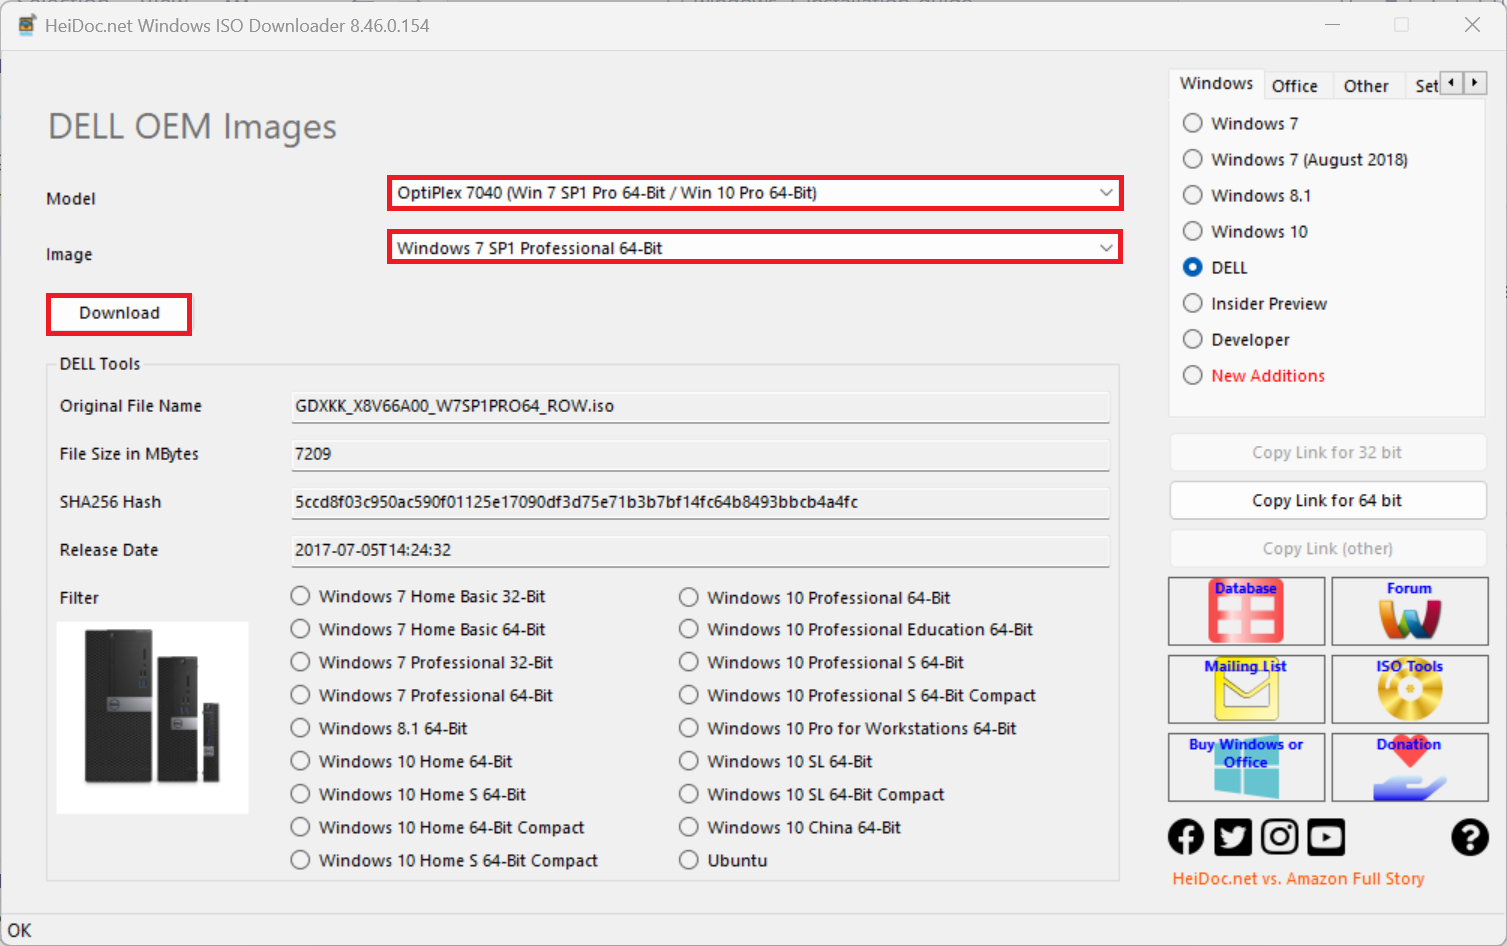 HeiDoc.net Windows ISO Downloader 8.46.0.154
DELL OEM Images
Model
OptiPlex 7040 (Win 7 SP1 Pro 64-Bit / Win 10 Pro 64-Bit)
Image
Windows 7 SP1 Professional 64-Bit
Download
DELL Tools
Original File Name
GDXKK_X8V66A00_W7SP1PRO64_ROW.iso
File Size in MBytes
7209
SHA256 Hash
5ccd8f03c950ac590f01125e17090df3d75e71b3b7bf14fc64b8493bbcb4a4fc
Release Date
2017-07-05T14:24:32
Filter
Windows 7 Home Basic 32-Bit
Windows 7 Home Basic 64-Bit
Windows 7 Professional 32-Bit
Windows 7 Professional 64-Bit
Windows 8.1 64-Bit
Windows 10 Home 64-Bit
Windows 10 Home S 64-Bit
Windows 10 Home 64-Bit Compact
Windows 10 Home S 64-Bit Compact
Windows 10 Professional 64-Bit
Windows 10 Professional Education 64-Bit
Windows 10 Professional S 64-Bit
Windows 10 Professional S 64-Bit Compact
Windows 10 Pro for Workstations 64-Bit
Windows 10 SL 64-Bit
Windows 10 SL 64-Bit Compact
Windows 10 China 64-Bit
Ubuntu
Windows Office Other Set
Windows 7
Windows 7 (August 2018)
Windows 8.1
Windows 10
DELL
Insider Preview
Developer
New Additions
Copy Link for 32 bit
Copy Link for 64 bit
Copy Link (other)
Database
Forum
Mailing List
ISO Tools
Buy Windows or
Office
Donation
HeiDoc.net vs. Amazon Full Story
OK